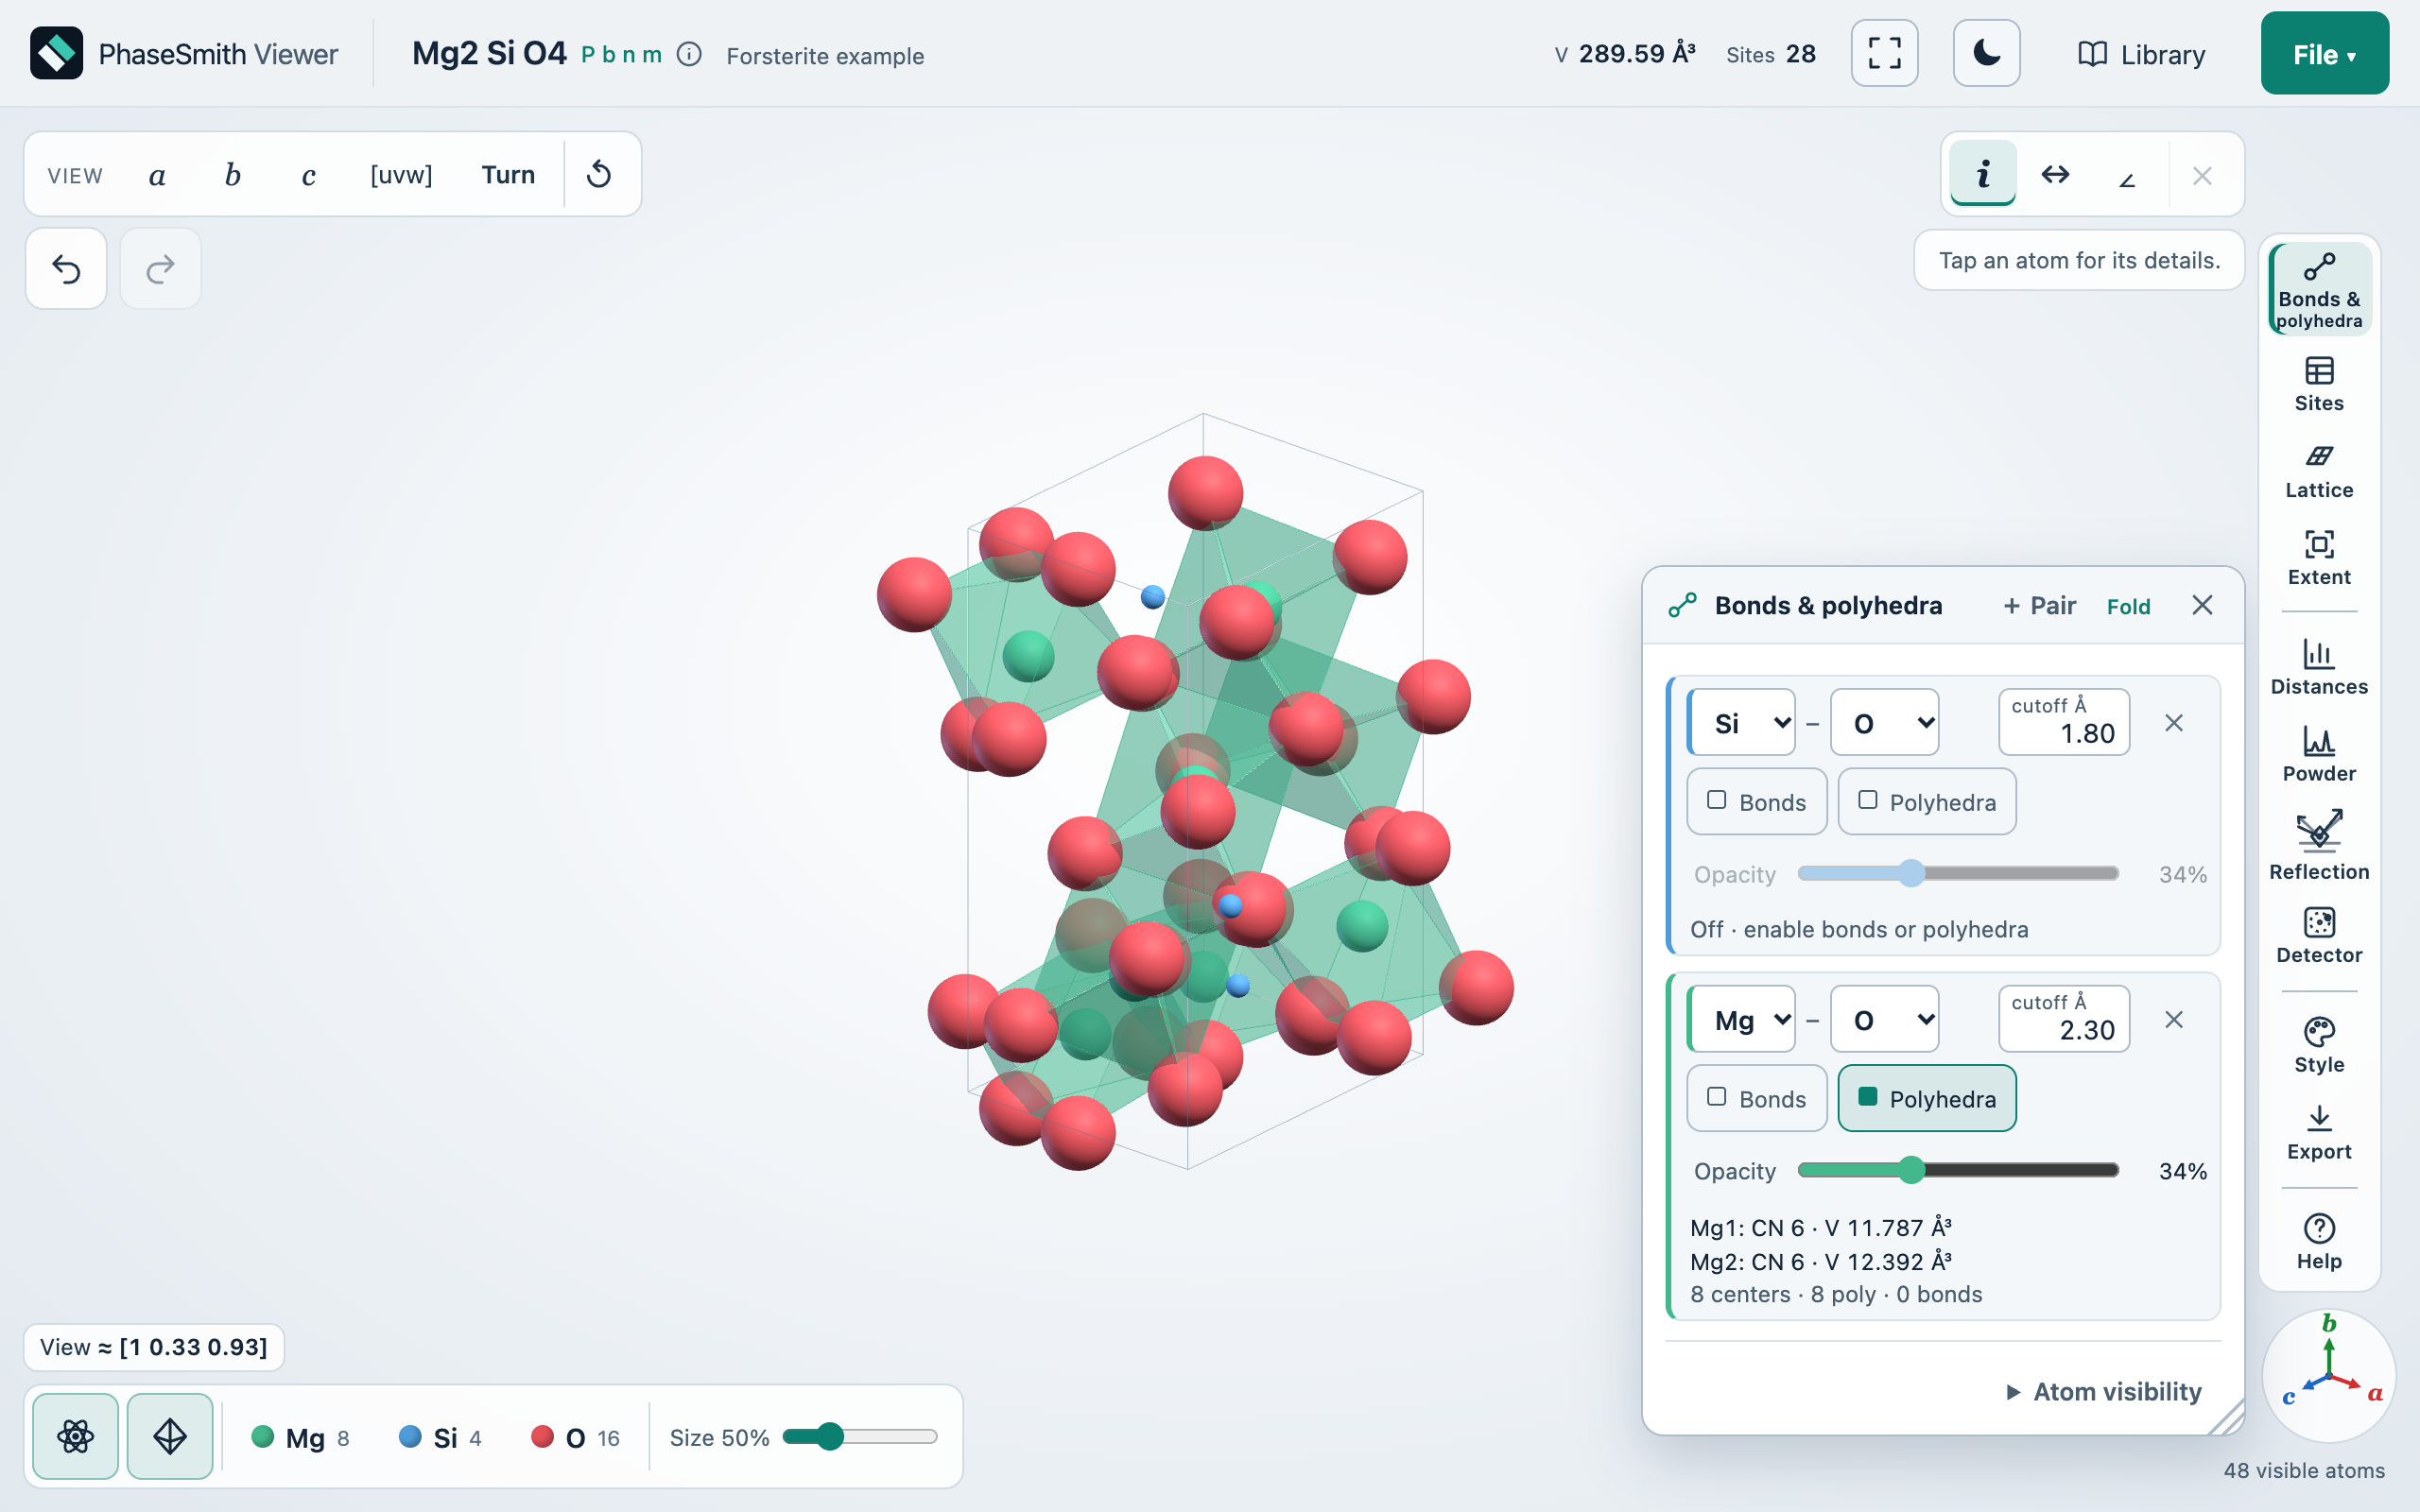 PhaseSmith Viewer
Mg2 Si O4 P b n m Forsterite example
V 289.59 Å³ Sites 28
Library
File ▾
VIEW a b c [uvw] Turn
i
Tap an atom for its details.
Bonds &
polyhedra
Sites
Lattice
Extent
Distances
Powder
Reflection
Detector
Style
Export
Help
Bonds & polyhedra + Pair Fold
Si – O cutoff Å 1.80
Bonds Polyhedra
Opacity 34%
Off · enable bonds or polyhedra
Mg – O cutoff Å 2.30
Bonds Polyhedra
Opacity 34%
Mg1: CN 6 · V 11.787 Å³
Mg2: CN 6 · V 12.392 Å³
8 centers · 8 poly · 0 bonds
Atom visibility
View ≈ [1 0.33 0.93]
Mg 8 Si 4 O 16 Size 50%
b
c a
48 visible atoms